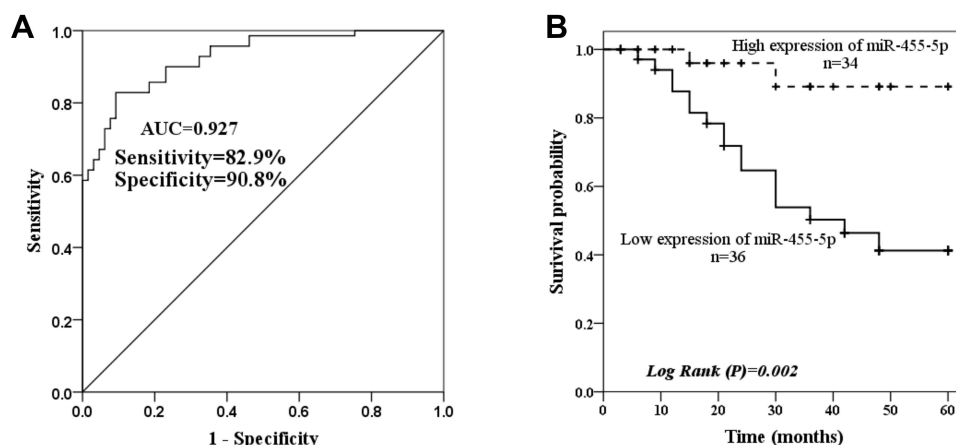 A
1.0
0.8
0.6
0.4
0.2
0.0
Sensitivity
AUC=0.927
Sensitivity=82.9%
Specificity=90.8%
0.0 0.2 0.4 0.6 0.8 1.0
1 - Specificity
B
1.0
0.8
0.6
0.4
0.2
0.0
Surivival probability
High expression of miR-455-5p
n=34
Low expression of miR-455-5p
n=36
Log Rank (P)=0.002
0 10 20 30 40 50 60
Time (months)